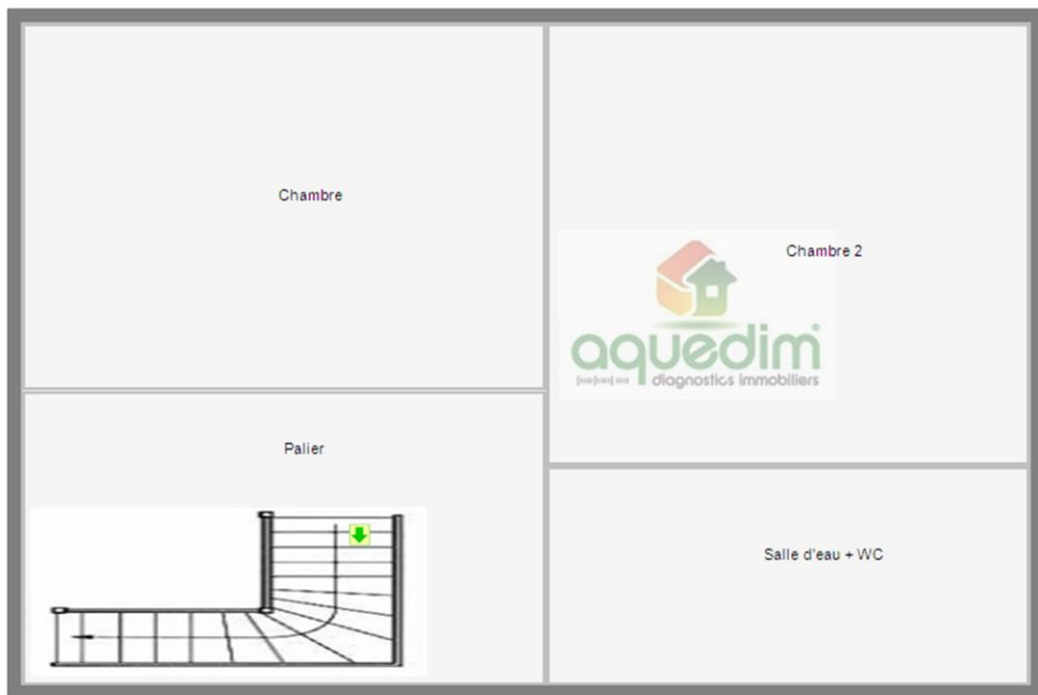 Chambre
Chambre 2
aquedim
diagnostics immobiliers
Palier
Salle d'eau + WC